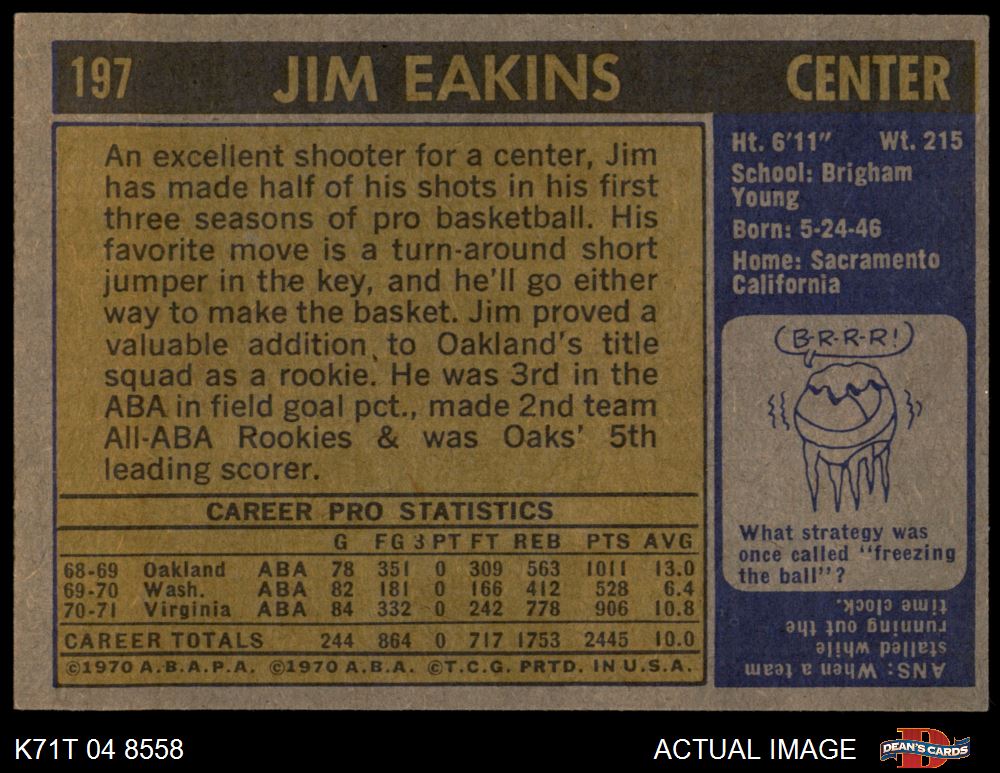 197 JIM EAKINS CENTER
An excellent shooter for a center, Jim
has made half of his shots in his first
three seasons of pro basketball. His
favorite move is a turn-around short
jumper in the key, and he'll go either
way to make the basket. Jim proved a
valuable addition to Oakland's title
squad as a rookie. He was 3rd in the
ABA in field goal pct., made 2nd team
All-ABA Rookies & was Oaks' 5th
leading scorer.
CAREER PRO STATISTICS
G FG 3 PT FT REB PTS AVG
68-69 Oakland ABA 78 351 0 309 563 1011 13.0
69-70 Wash. ABA 82 181 0 166 412 528 6.4
70-71 Virginia ABA 84 332 0 242 778 906 10.8
CAREER TOTALS 244 864 0 717 1753 2445 10.0
©1970 A.B.A.P.A. ©1970 A.B.A. ©T.C.G. PRTD. IN U.S.A.
Ht. 6'11" Wt. 215
School: Brigham
Young
Born: 5-24-46
Home: Sacramento
California
B-R-R-R!
What strategy was
once called "freezing
the ball"?
ANS: When a team
stalled while
running out the
time clock.
K71T 04 8558 ACTUAL IMAGE DEAN'S CARDS